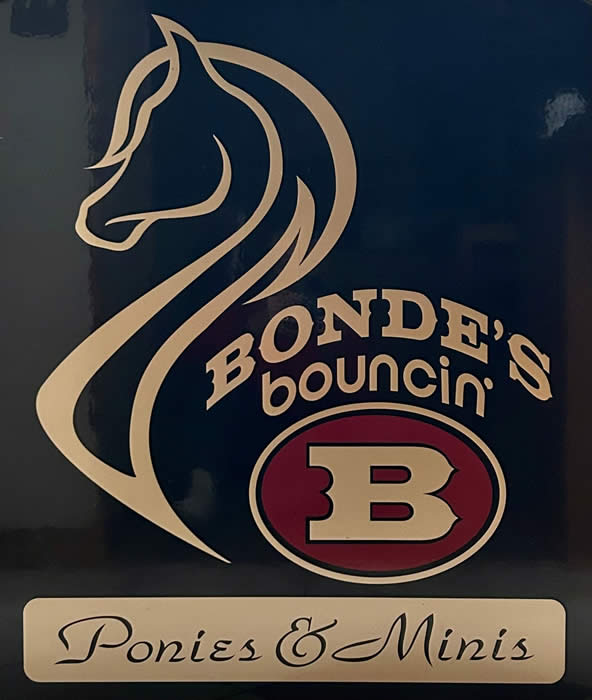 BONDE'S
bouncin'
B
Ponies & Minis